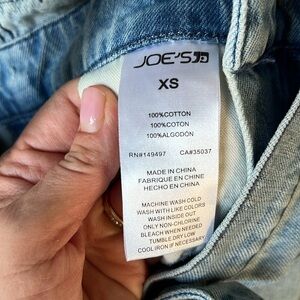 JOE'S
XS
100%COTTON
100%COTON
100%ALGODÓN
RN#149497 CA#35037
MADE IN CHINA
FABRIQUE EN CHINE
HECHO EN CHINA
MACHINE WASH COLD
WASH WITH LIKE COLORS
WASH INSIDE OUT
ONLY NON-CHLORINE
BLEACH WHEN NEEDED
TUMBLE DRY LOW
COOL IRON IF NECESSARY